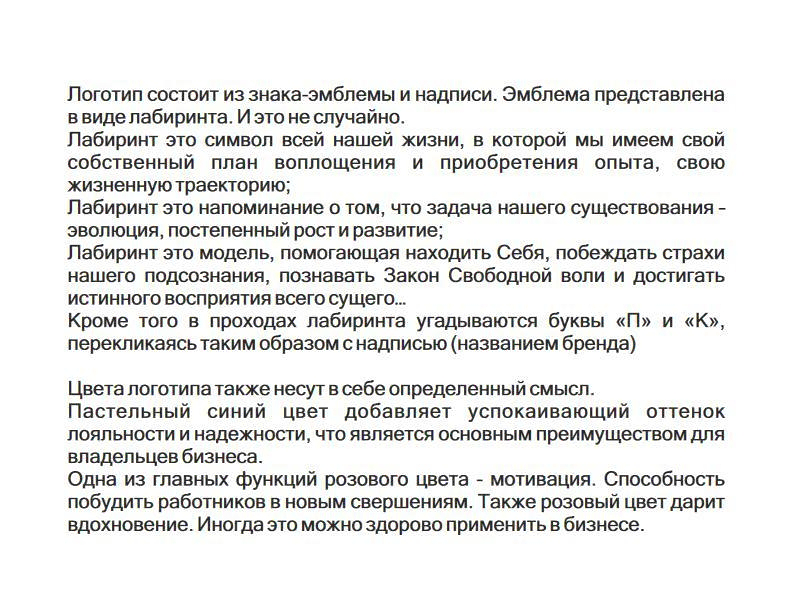 Логотип состоит из знака-эмблемы и надписи. Эмблема представлена
в виде лабиринта. И это не случайно.
Лабиринт это символ всей нашей жизни, в которой мы имеем свой
собственный план воплощения и приобретения опыта, свою
жизненную траекторию;
Лабиринт это напоминание о том, что задача нашего существования –
эволюция, постепенный рост и развитие;
Лабиринт это модель, помогающая находить Себя, побеждать страхи
нашего подсознания, познавать Закон Свободной воли и достигать
истинного восприятия всего сущего...
Кроме того в проходах лабиринта угадываются буквы «П» и «К»,
перекликаясь таким образом с надписью (названием бренда)

Цвета логотипа также несут в себе определенный смысл.
Пастельный синий цвет добавляет успокаивающий оттенок
лояльности и надежности, что является основным преимуществом для
владельцев бизнеса.
Одна из главных функций розового цвета - мотивация. Способность
побудить работников в новым свершениям. Также розовый цвет дарит
вдохновение. Иногда это можно здорово применить в бизнесе.